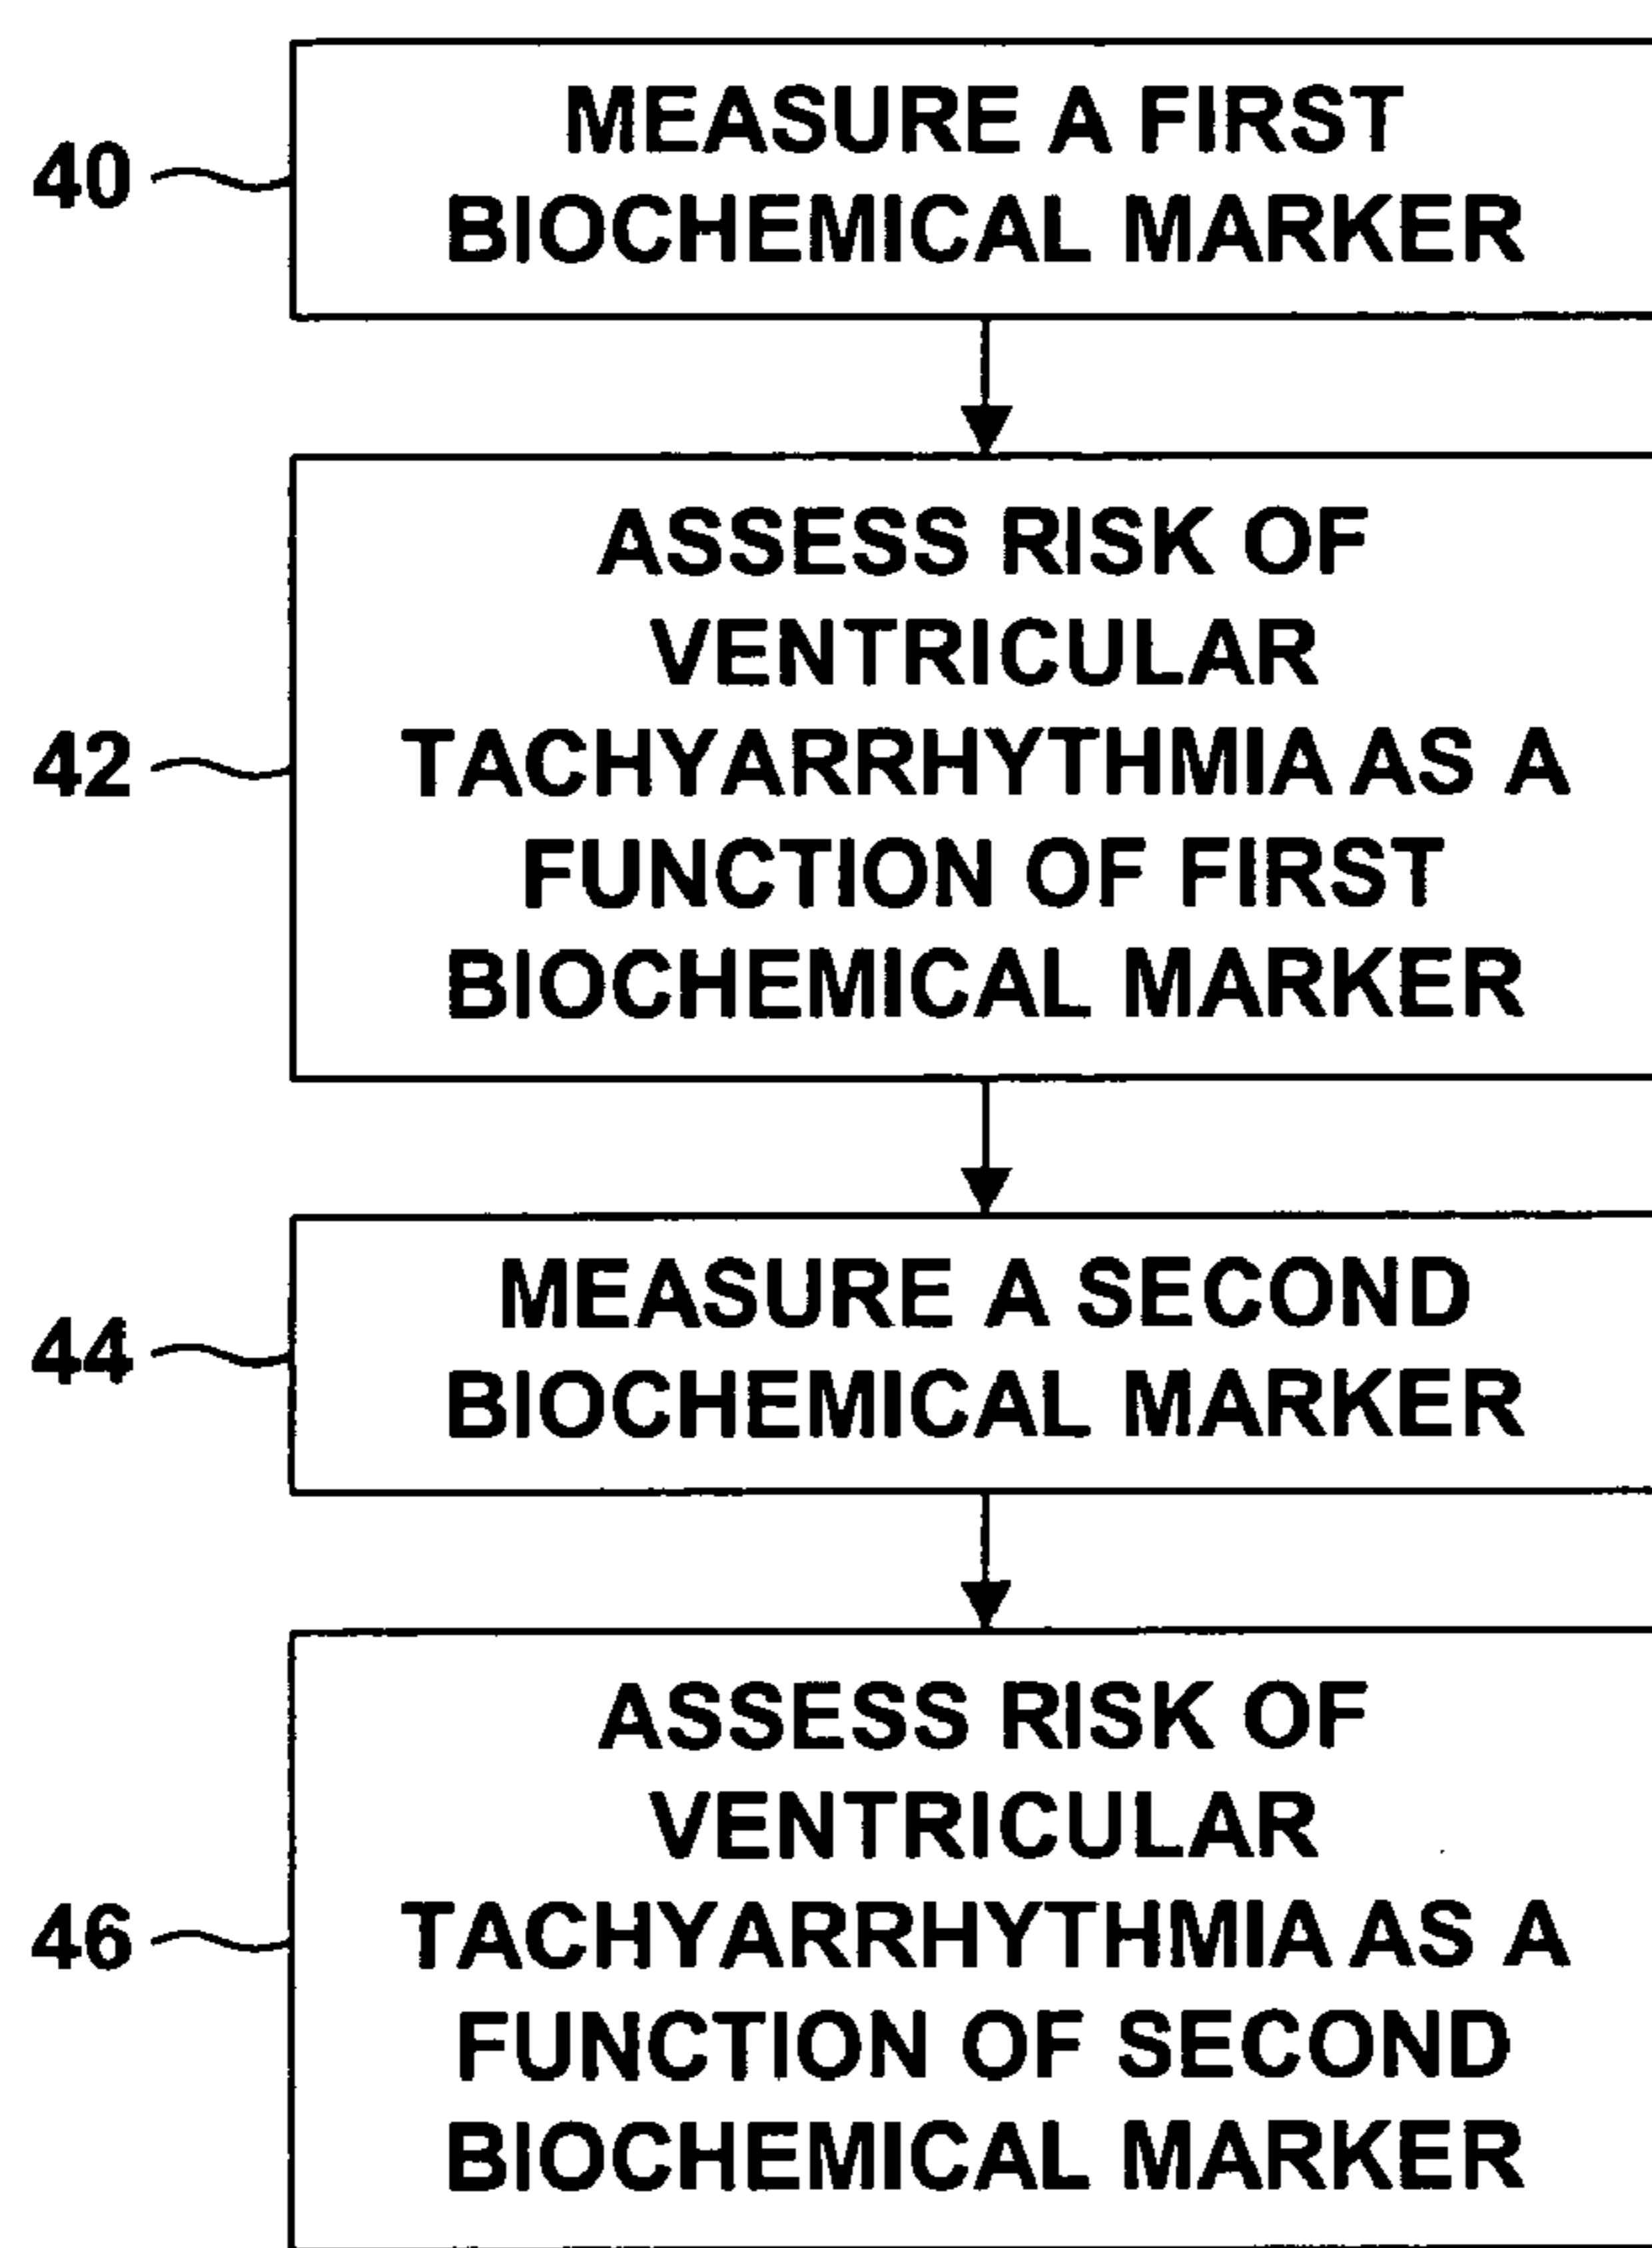 MEASURE A FIRST
40
BIOCHEMICAL MARKER
ASSESS RISK OF
VENTRICULAR
42
TACHYARRHYTHMIA AS A
FUNCTION OF FIRST
BIOCHEMICAL MARKER
MEASURE A SECOND
44
BIOCHEMICAL MARKER
ASSESS RISK OF
VENTRICULAR
46
TACHYARRHYTHMIA AS A
FUNCTION OF SECOND
BIOCHEMICAL MARKER